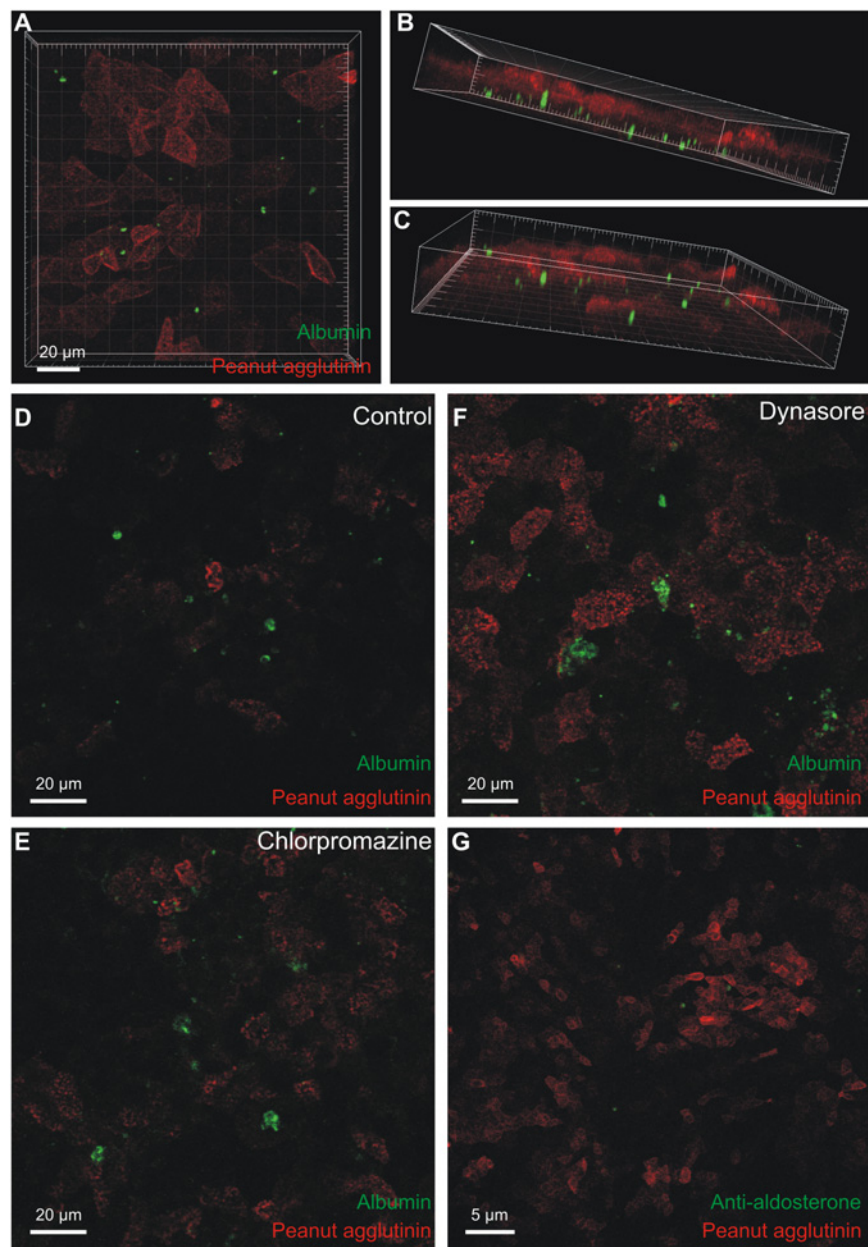 A
Albumin
20 µm
Peanut agglutinin
B
C
D
Control
Albumin
20 µm
Peanut agglutinin
F
Dynasore
Albumin
20 µm
Peanut agglutinin
E
Chlorpromazine
Albumin
20 µm
Peanut agglutinin
G
Anti-aldosterone
5 µm
Peanut agglutinin